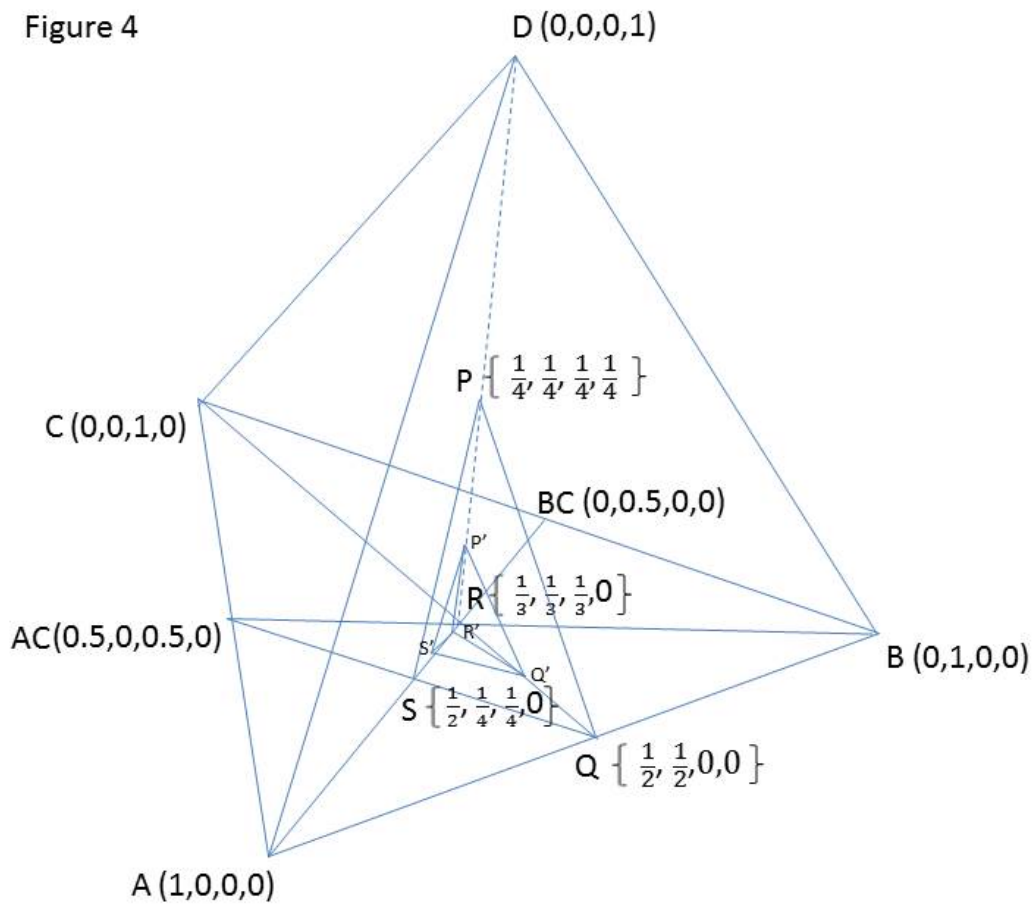 Figure 4
D (0,0,0,1)
P { 1/4, 1/4, 1/4, 1/4 }
C (0,0,1,0)
BC (0,0.5,0,0)
P’
R { 1/3, 1/3, 1/3,0 }
AC(0.5,0,0.5,0)
R’
S’
B (0,1,0,0)
Q’
S { 1/2, 1/4, 1/4,0 }
Q { 1/2, 1/2,0,0 }
A (1,0,0,0)